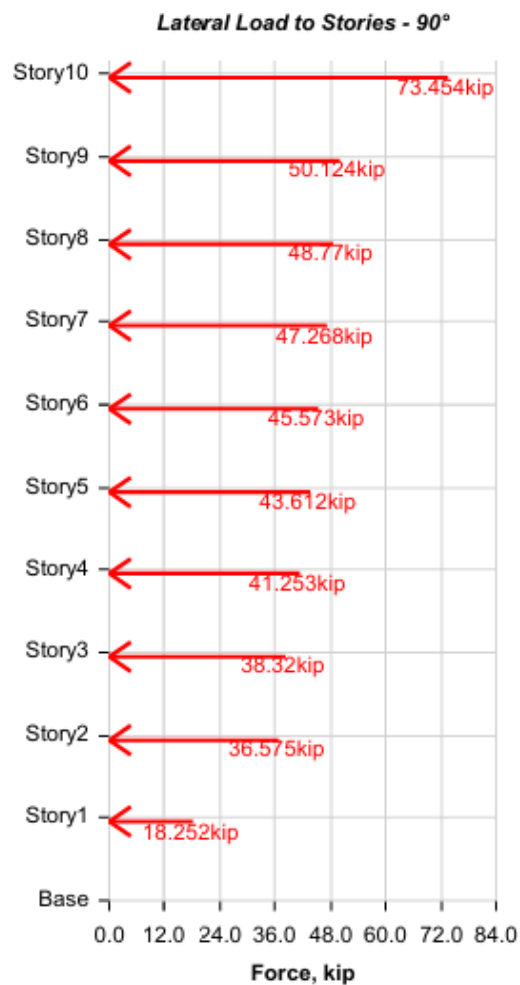 Lateral Load to Stories - 90°
Story10
73.454kip
Story9
50.124kip
Story8
48.77kip
Story7
47.268kip
Story6
45.573kip
Story5
43.612kip
Story4
41.253kip
Story3
38.32kip
Story2
36.575kip
Story1
18.252kip
Base
0.0 12.0 24.0 36.0 48.0 60.0 72.0 84.0
Force, kip